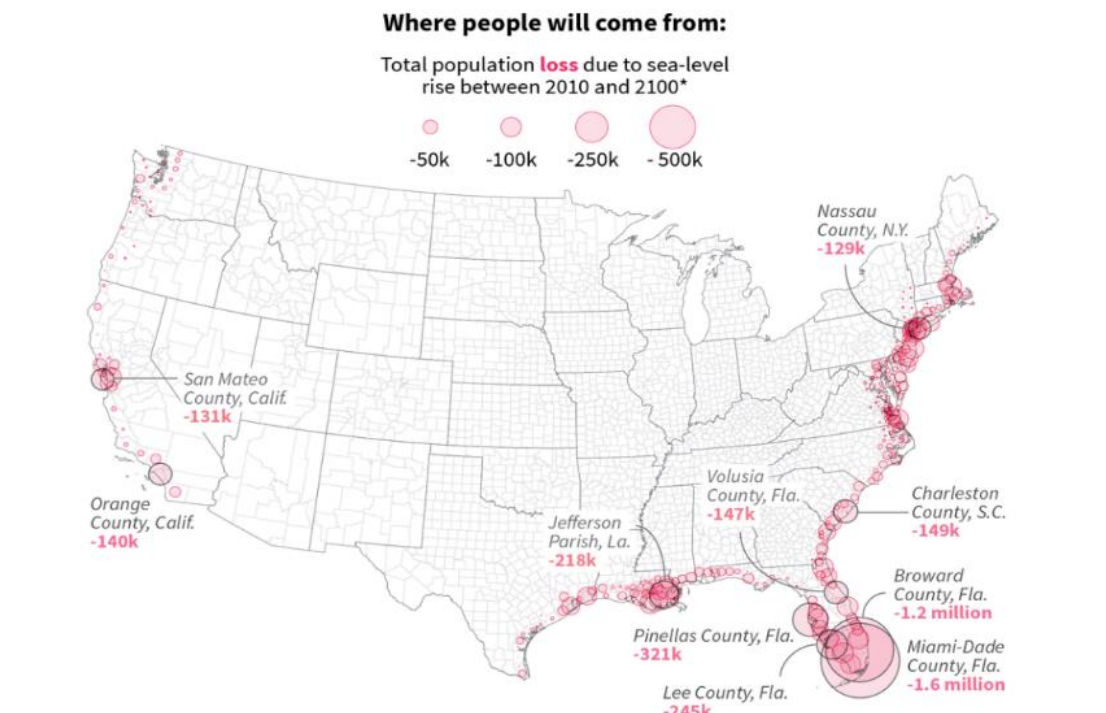 Where people will come from:
Total population loss due to sea-level
rise between 2010 and 2100*
-50k
-100k
-250k
- 500k
Nassau
County, N.Y.
-129k
San Mateo
County, Calif.
-131k
Orange
County, Calif.
-140k
Jefferson
Parish, La.
-218k
Volusia
County, Fla.
-147k
Charleston
County, S.C.
-149k
Broward
County, Fla.
-1.2 million
Pinellas County, Fla.
-321k
Miami-Dade
County, Fla.
-1.6 million
Lee County, Fla.
-245k